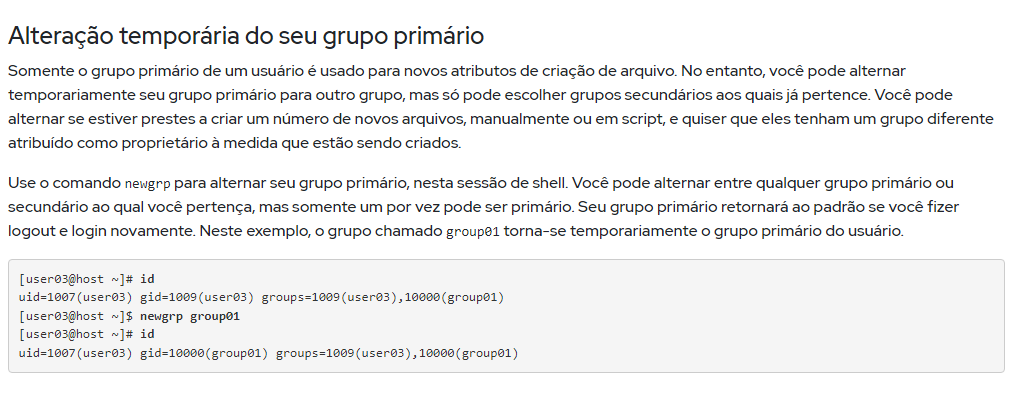 Alteração temporária do seu grupo primário
Somente o grupo primário de um usuário é usado para novos atributos de criação de arquivo. No entanto, você pode alternar
temporariamente seu grupo primário para outro grupo, mas só pode escolher grupos secundários aos quais já pertence. Você pode
alternar se estiver prestes a criar um número de novos arquivos, manualmente ou em script, e quiser que eles tenham um grupo diferente
atribuído como proprietário à medida que estão sendo criados.
Use o comando newgrp para alternar seu grupo primário, nesta sessão de shell. Você pode alternar entre qualquer grupo primário ou
secundário ao qual você pertença, mas somente um por vez pode ser primário. Seu grupo primário retornará ao padrão se você fizer
logout e login novamente. Neste exemplo, o grupo chamado group01 torna-se temporariamente o grupo primário do usuário.
[user03@host ~]# id
uid=1007(user03) gid=1009(user03) groups=1009(user03),10000(group01)
[user03@host ~]$ newgrp group01
[user03@host ~]# id
uid=1007(user03) gid=10000(group01) groups=1009(user03),10000(group01)